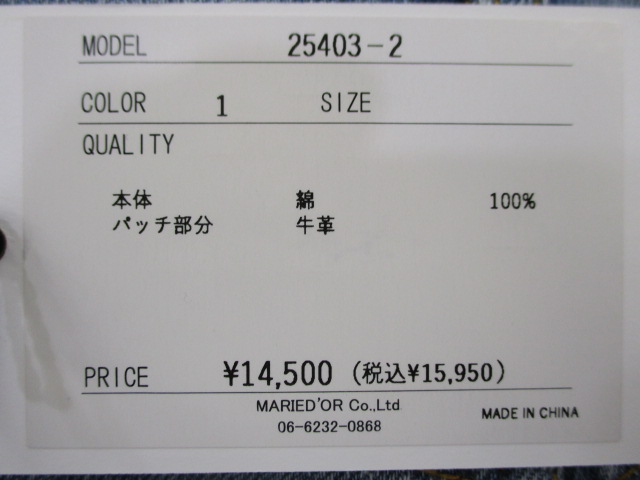 MODEL 25403-2
COLOR 1 SIZE
QUALITY
本体 綿 100%
パッチ部分 牛革
PRICE ¥14,500 (税込¥15,950)
MARIED'OR Co.,Ltd
06-6232-0868
MADE IN CHINA